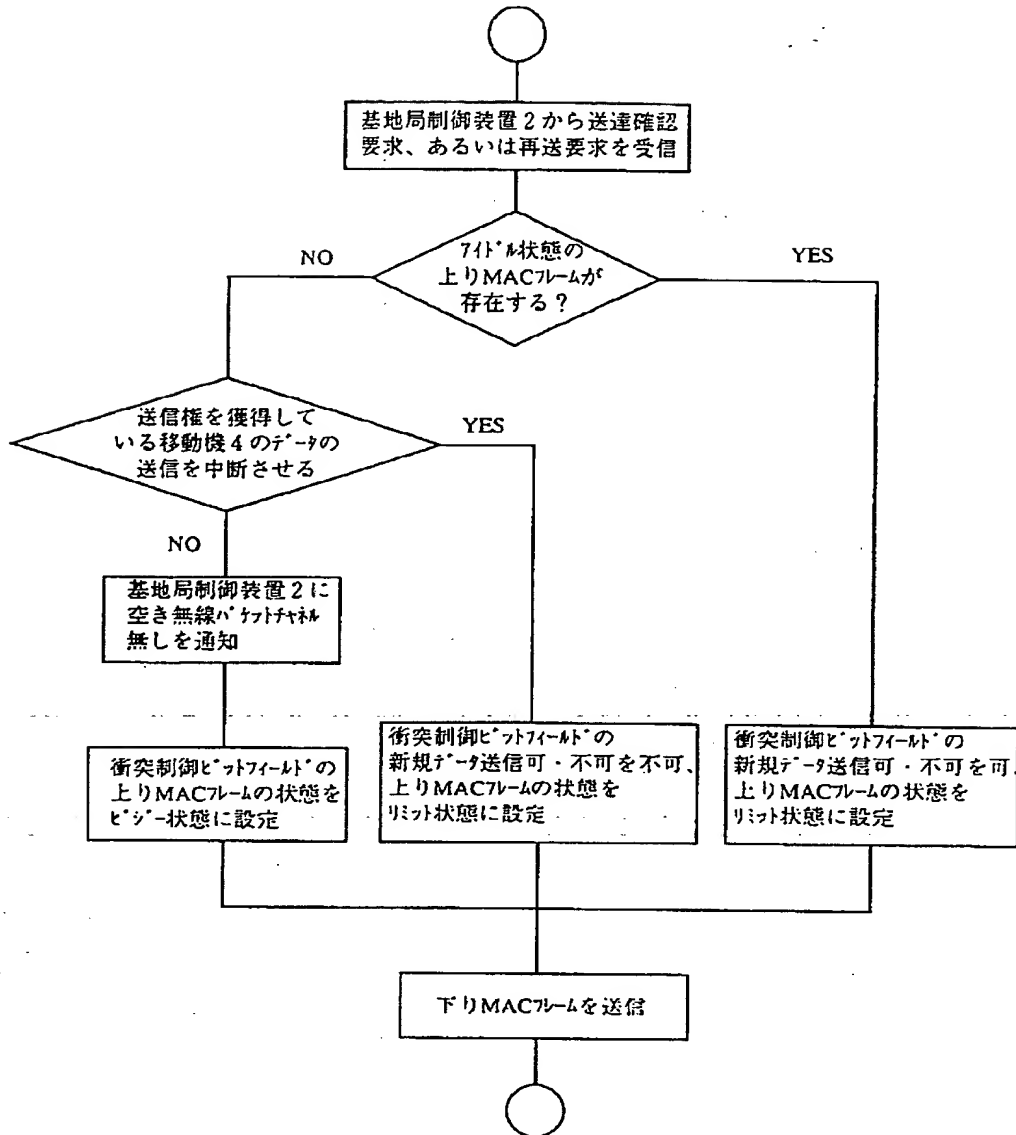 基地局制御装置2から送達確認
要求、あるいは再送要求を受信
NO
YES
ｱｲﾄﾞﾙ状態の
上りMACﾌﾚｰﾑが
存在する?
送信権を獲得して
いる移動機4のﾃﾞｰﾀの
送信を中断させる
YES
NO
基地局制御装置2に
空き無線ﾊﾟｹｯﾄﾁｬﾈﾙ
無しを通知
衝突制御ﾋﾞｯﾄﾌｨｰﾙﾄﾞの
上りMACﾌﾚｰﾑの状態を
ﾋﾞｼﾞｰ状態に設定
衝突制御ﾋﾞｯﾄﾌｨｰﾙﾄﾞの
新規ﾃﾞｰﾀ送信可・不可を不可、
上りMACﾌﾚｰﾑの状態を
ﾘﾐｯﾄ状態に設定
衝突制御ﾋﾞｯﾄﾌｨｰﾙﾄﾞの
新規ﾃﾞｰﾀ送信可・不可を可、
上りMACﾌﾚｰﾑの状態を
ﾘﾐｯﾄ状態に設定
下りMACﾌﾚｰﾑを送信